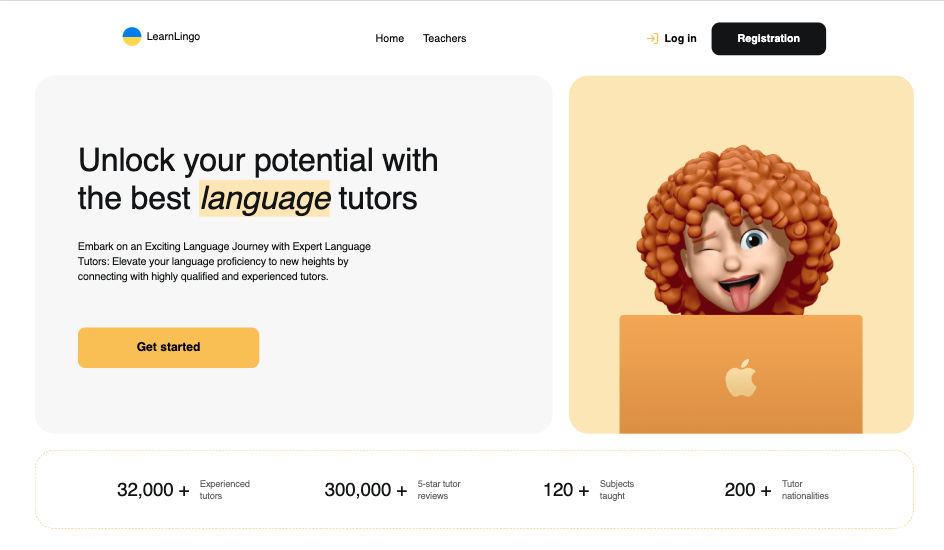 LearnLingo
Home
Teachers
Log in
Registration
Unlock your potential with
the best language tutors
Embark on an Exciting Language Journey with Expert Language
Tutors: Elevate your language proficiency to new heights by
connecting with highly qualified and experienced tutors.
Get started
32,000 +
Experienced
tutors
300,000 +
5-star tutor
reviews
120 +
Subjects
taught
200 +
Tutor
nationalities